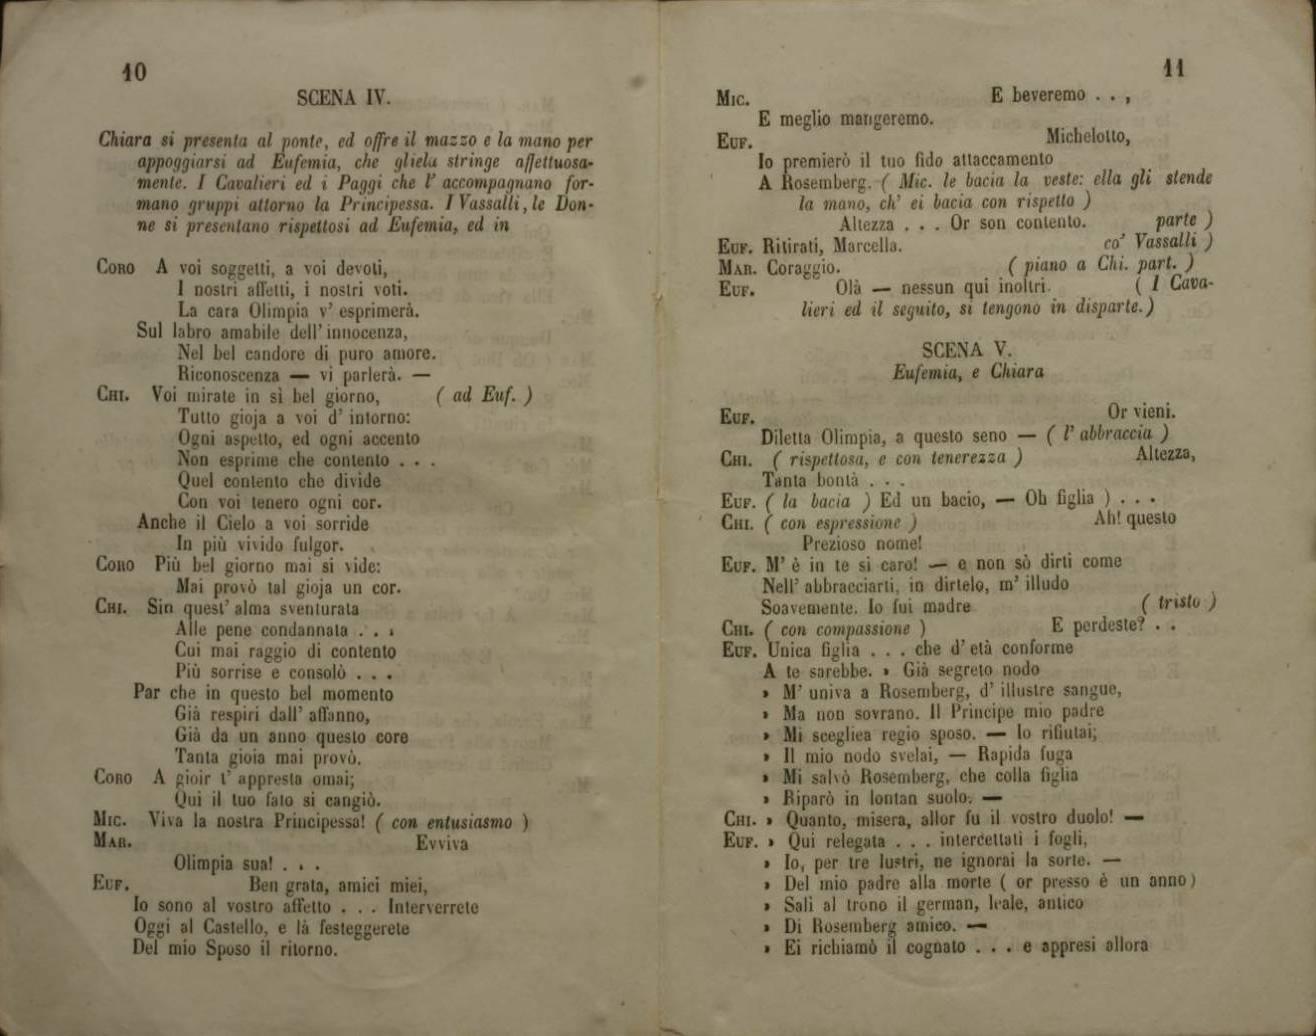 10
SCENA IV.
Chiara si presenta al ponte, ed offre il mazzo e la mano per
appoggiarsi ad Eufemia, che gliela stringe affettuosa-
mente. I Cavalieri ed i Paggi che l' accompagnano for-
mano gruppi attorno la Principessa. I Vassalli, le Don-
ne si presentano rispettosi ad Eufemia, ed in
CORO A voi soggetti, a voi devoti,
I nostri affetti, i nostri voti.
La cara Olimpia v' esprimerà.
Sul labro amabile dell' innocenza,
Nel bel candore di puro amore.
Riconoscenza — vi parlerà. —
CHI. Voi mirate in sì bel giorno, ( ad Euf. )
Tutto gioja a voi d' intorno:
Ogni aspetto, ed ogni accento
Non esprime che contento . . .
Quel contento che divide
Con voi tenero ogni cor.
Anche il Cielo a voi sorride
In più vivido fulgor.
CORO Più bel giorno mai si vide:
Mai provò tal gioja un cor.
CHI. Sin quest' alma sventurata
Alle pene condannata . . .
Cui mai raggio di contento
Più sorrise e consolò . . .
Par che in questo bel momento
Già respiri dall' affanno,
Già da un anno questo core
Tanta gioia mai provò.
CORO A gioir t' appresta omai;
Qui il tuo fato si cangiò.
MIC. Viva la nostra Principessa! ( con entusiasmo )
MAR. Evviva
Olimpia sua! . . .
EUF. Ben grata, amici miei,
Io sono al vostro affetto . . . Interverrete
Oggi al Castello, e là festeggerete
Del mio Sposo il ritorno.
11
MIC. E beveremo . . ,
E meglio mangeremo.
EUF. Michelotto,
Io premierò il tuo fido attaccamento
A Rosemberg. ( Mic. le bacia la veste: ella gli stende
la mano, ch' ei bacia con rispetto )
Altezza . . . Or son contento. parte )
EUF. Ritirati, Marcella. co' Vassalli )
MAR. Coraggio. ( piano a Chi. part. )
EUF. Olà — nessun qui inoltri. ( I Cava-
lieri ed il seguito, si tengono in disparte. )
SCENA V.
Eufemia, e Chiara
EUF. Or vieni.
Diletta Olimpia, a questo seno — ( l' abbraccia )
CHI. ( rispettosa, e con tenerezza ) Altezza,
Tanta bontà . . .
EUF. ( la bacia ) Ed un bacio, — Oh figlia ) . . .
CHI. ( con espressione ) Ah! questo
Prezioso nome!
EUF. M' è in te si caro! — e non sò dirti come
Nell' abbracciarti, in dirtelo, m' illudo
Soavemente. Io fui madre ( tristo )
CHI. ( con compassione ) E perdeste? . .
EUF. Unica figlia . . . che d' età conforme
A te sarebbe. » Già segreto nodo
» M' univa a Rosemberg, d' illustre sangue,
» Ma non sovrano. Il Principe mio padre
» Mi scegliea regio sposo. — Io rifiutai;
» Il mio nodo svelai, — Rapida fuga
» Mi salvò Rosemberg, che colla figlia
» Riparò in lontan suolo. —
CHI. » Quanto, misera, allor fu il vostro duolo! —
EUF. » Qui relegata . . . intercettati i fogli,
» Io, per tre lustri, ne ignorai la sorte. —
» Del mio padre alla morte ( or presso è un anno)
» Salì al trono il german, leale, antico
» Di Rosemberg amico. —
» Ei richiamò il cognato . . . e appresi allora